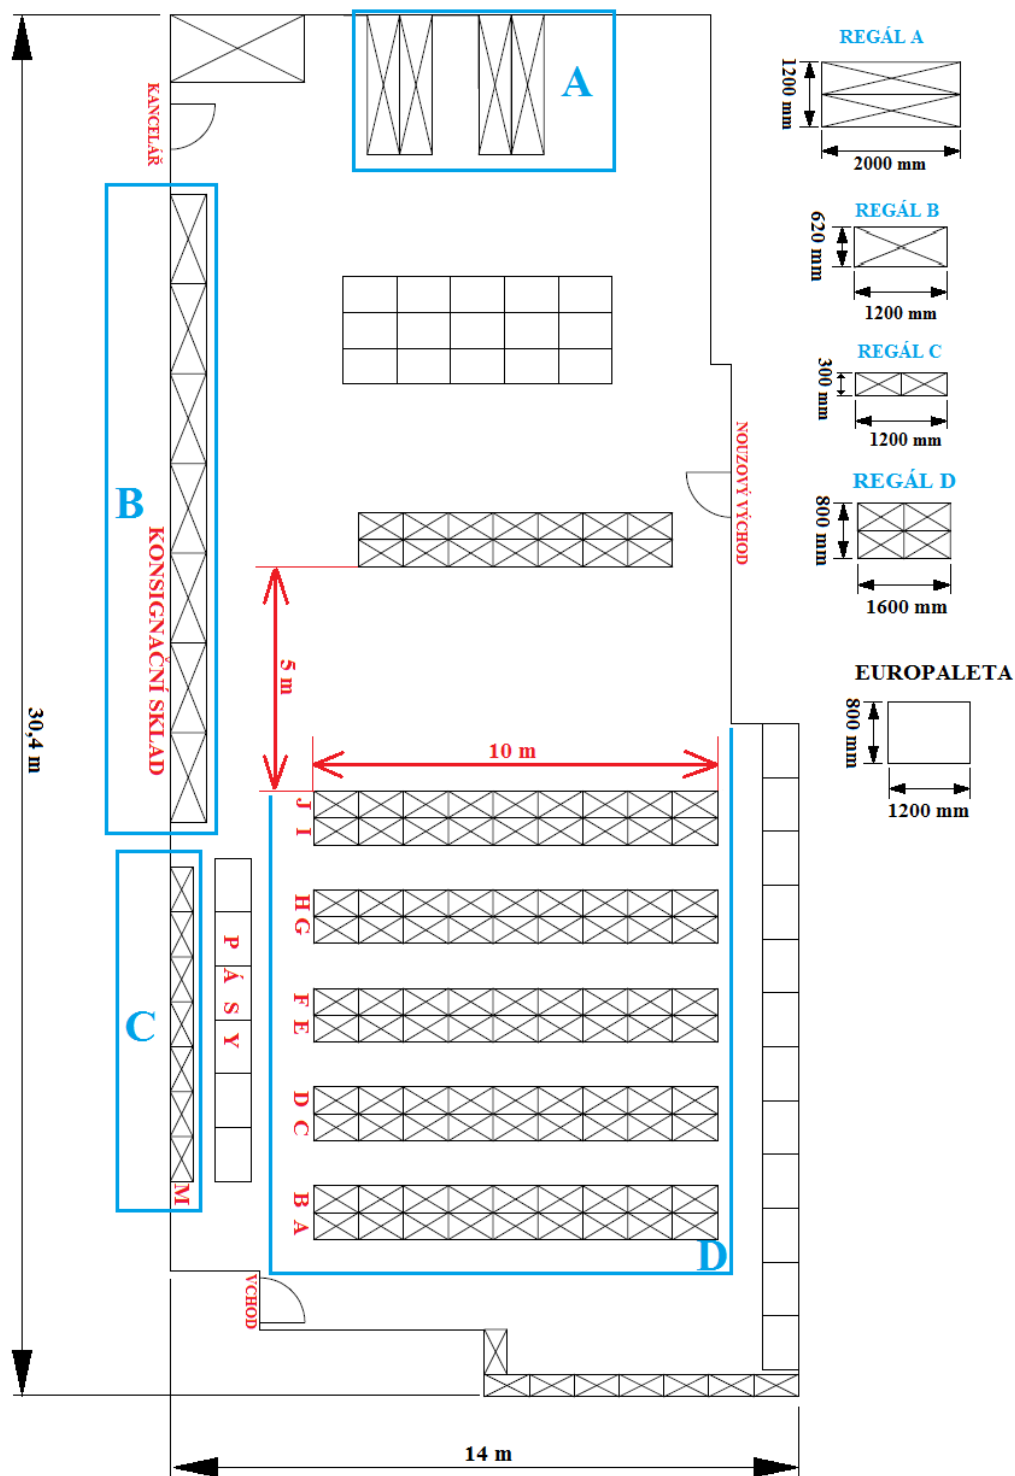 A
KANCELÁŘ
REGÁL A
1200 mm
2000 mm
REGÁL B
620 mm
1200 mm
REGÁL C
300 mm
1200 mm
REGÁL D
800 mm
1600 mm
EUROPALETA
800 mm
1200 mm
NOUZOVÝ VÝCHOD
B
KONSIGNAČNÍ SKLAD
5 m
30,4 m
10 m
J
I
H
G
F
E
D
C
B
A
D
C
PÁSY
M
VCHOD
14 m